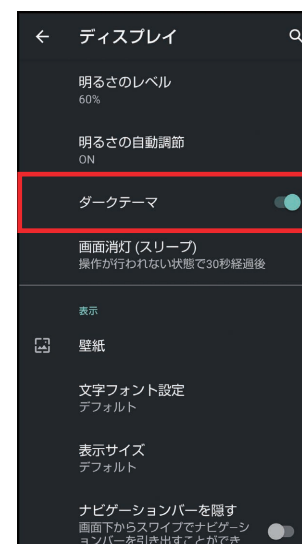 ディスプレイ
明るさのレベル
60%
明るさの自動調節
ON
ダークテーマ
画面消灯 (スリープ)
操作が行われない状態で30秒経過後
表示
壁紙
文字フォント設定
デフォルト
表示サイズ
デフォルト
ナビゲーションバーを隠す
画面下からスワイプでナビゲーシ
ョンバーを引き出すことができ